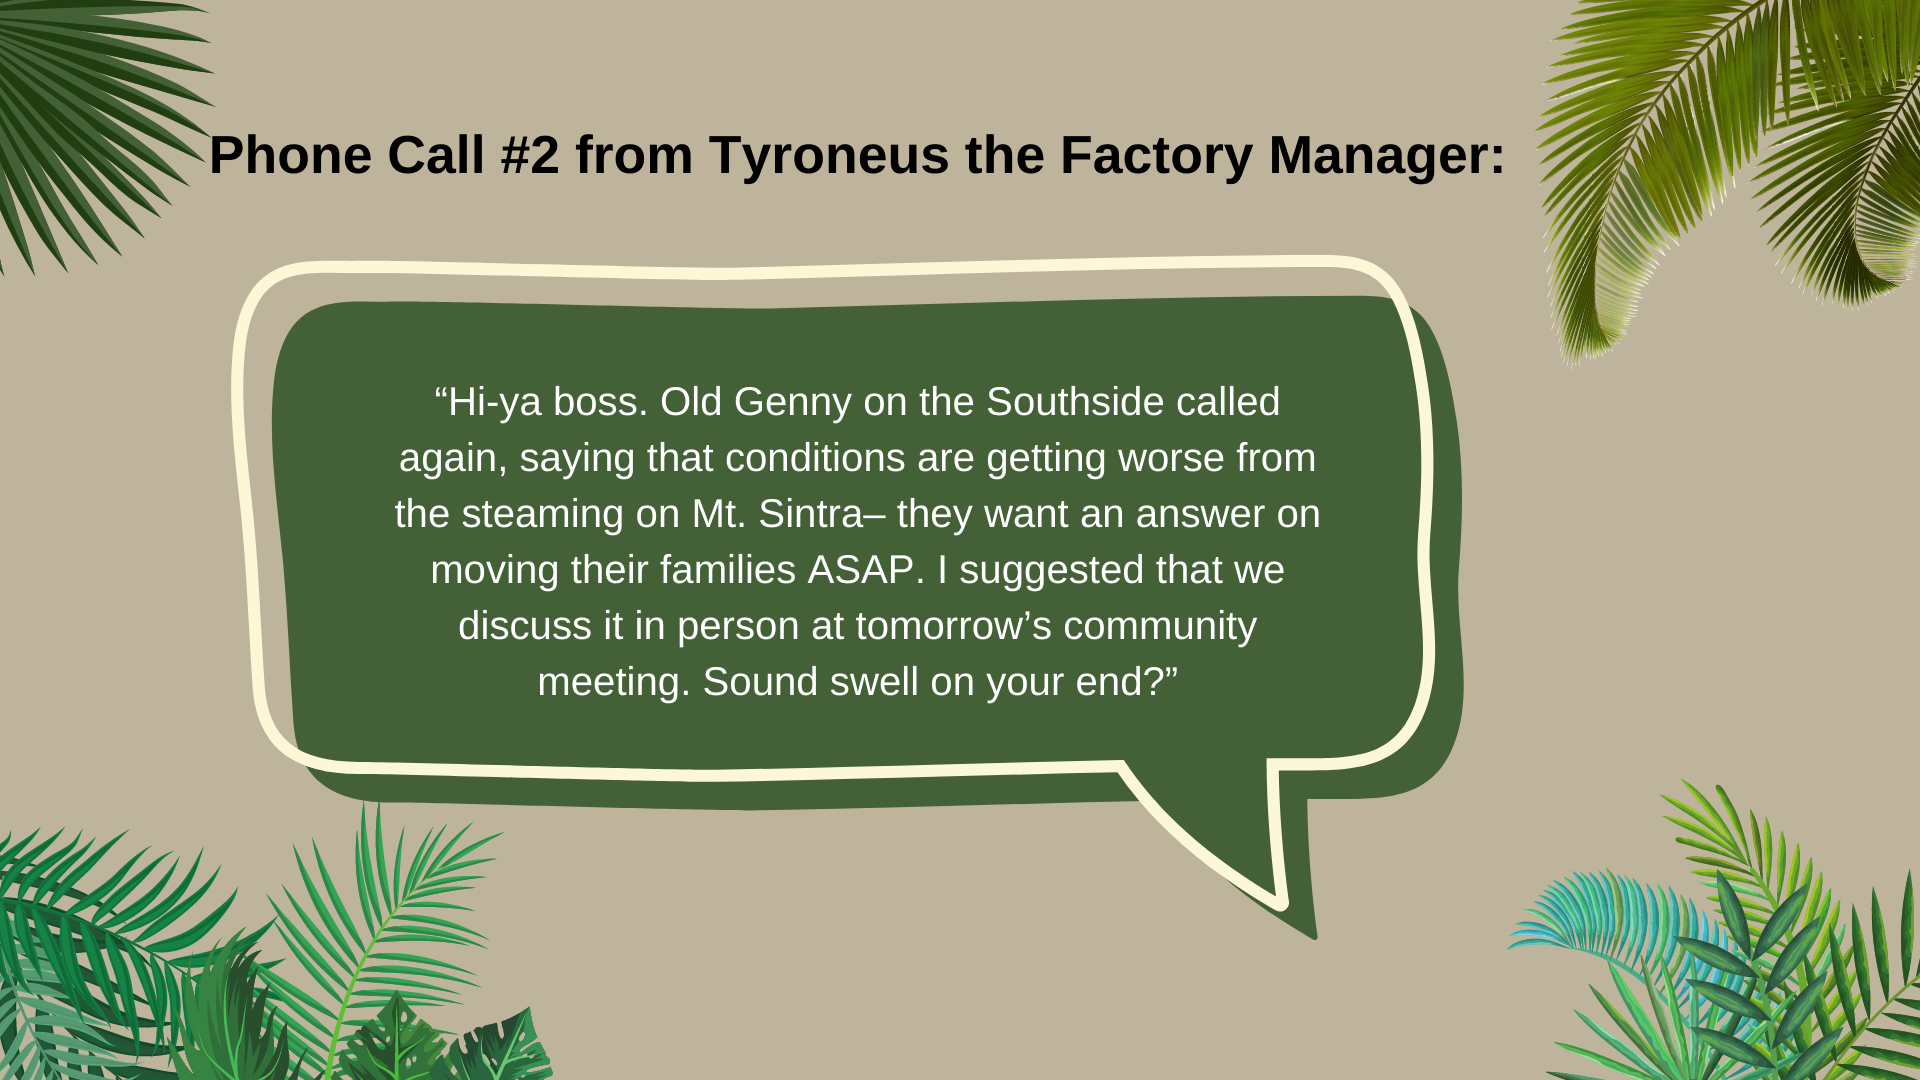 Phone Call #2 from Tyroneus the Factory Manager:
“Hi-ya boss. Old Genny on the Southside called
again, saying that conditions are getting worse from
the steaming on Mt. Sintra– they want an answer on
moving their families ASAP. I suggested that we
discuss it in person at tomorrow’s community
meeting. Sound swell on your end?”